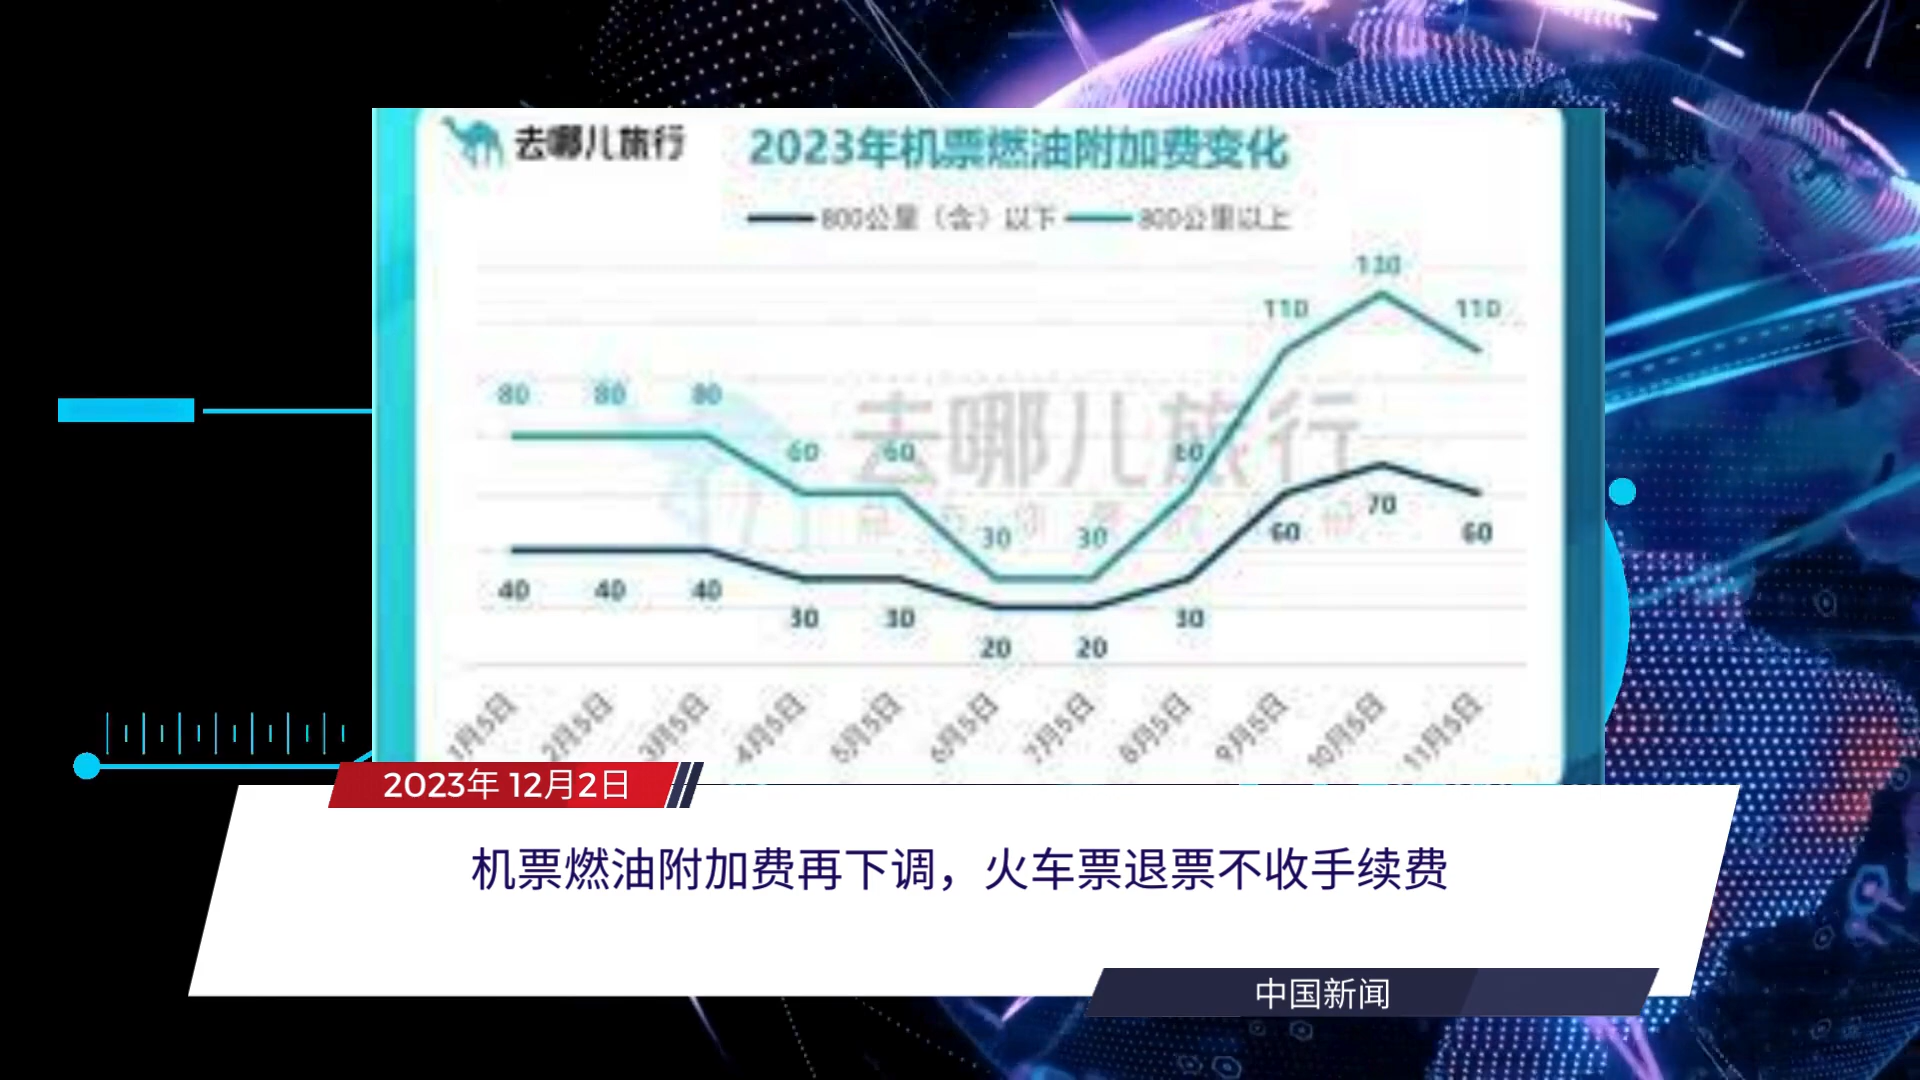 去哪儿旅行
2023年机票燃油附加费变化
800公里（含）以下
800公里以上
130
110
110
80 80 80
60 60 60
去哪儿旅行
30 30
70
60
60
40 40 40
30 30 30
20 20
1月5日 2月5日 3月5日 4月5日 5月5日 6月5日 7月5日 8月5日 9月5日 10月5日 11月5日
2023年 12月2日
机票燃油附加费再下调，火车票退票不收手续费
中国新闻